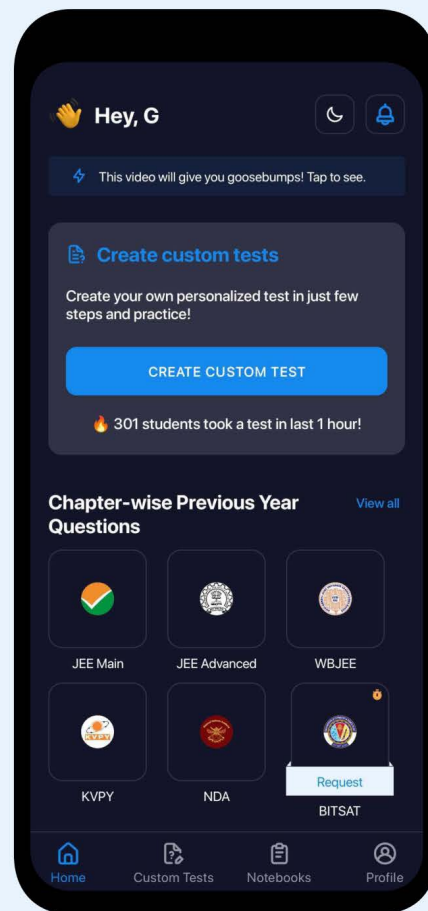 Hey, G
This video will give you goosebumps! Tap to see.
Create custom tests
Create your own personalized test in just few
steps and practice!
CREATE CUSTOM TEST
301 students took a test in last 1 hour!
Chapter-wise Previous Year
Questions
View all
JEE Main
JEE Advanced
WBJEE
KVPY
KVPY
NDA
Request
BITSAT
Home
Custom Tests
Notebooks
Profile